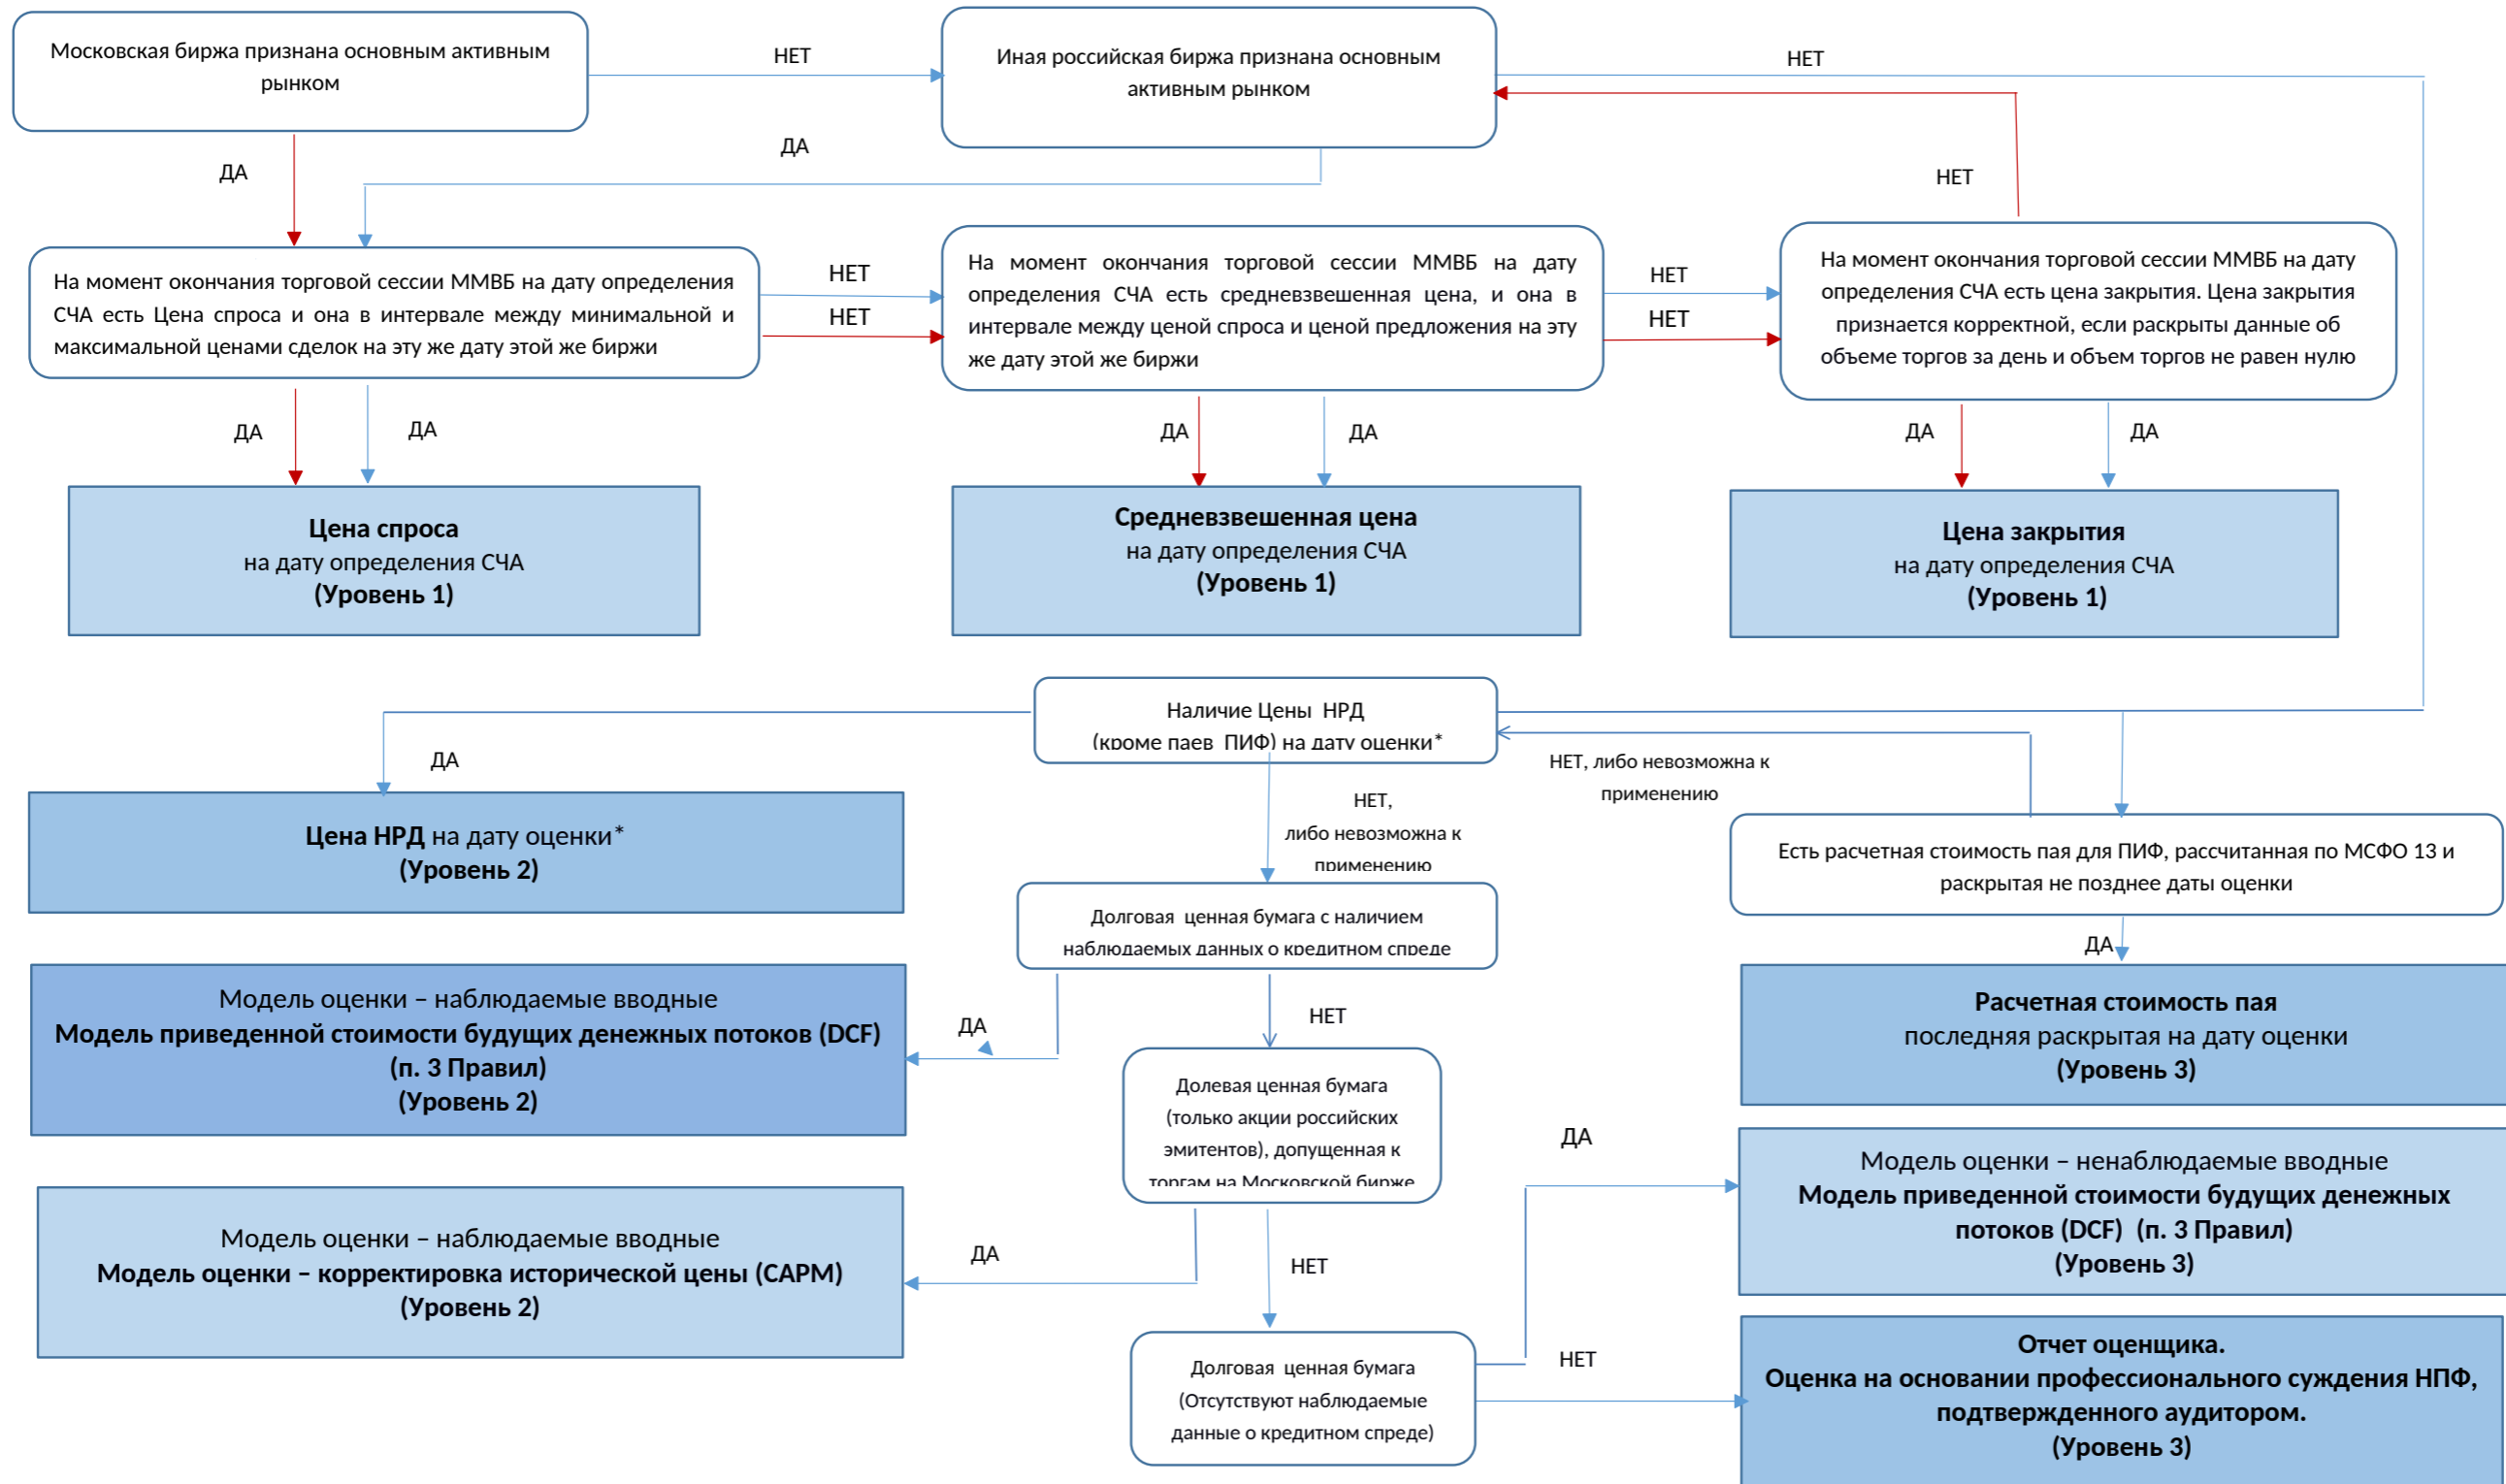 Московская биржа признана основным активным
рынком
НЕТ
Иная российская биржа признана основным
активным рынком
НЕТ
ДА
ДА
НЕТ
На момент окончания торговой сессии ММВБ на дату определения
СЧА есть Цена спроса и она в интервале между минимальной и
максимальной ценами сделок на эту же дату этой же биржи
НЕТ
НЕТ
На момент окончания торговой сессии ММВБ на дату
определения СЧА есть средневзвешенная цена, и она в
интервале между ценой спроса и ценой предложения на эту
же дату этой же биржи
НЕТ
НЕТ
На момент окончания торговой сессии ММВБ на дату
определения СЧА есть цена закрытия. Цена закрытия
признается корректной, если раскрыты данные об
объеме торгов за день и объем торгов не равен нулю
ДА
ДА
ДА
ДА
ДА
ДА
Цена спроса
на дату определения СЧА
(Уровень 1)
Средневзвешенная цена
на дату определения СЧА
(Уровень 1)
Цена закрытия
на дату определения СЧА
(Уровень 1)
Наличие Цены НРД
(кроме паев ПИФ) на дату оценки*
ДА
НЕТ, либо невозможна к
применению
НЕТ,
либо невозможна к
применению
Цена НРД на дату оценки*
(Уровень 2)
Есть расчетная стоимость пая для ПИФ, рассчитанная по МСФО 13 и
раскрытая не позднее даты оценки
Долговая ценная бумага с наличием
наблюдаемых данных о кредитном спреде
ДА
Модель оценки – наблюдаемые вводные
Модель приведенной стоимости будущих денежных потоков (DCF)
(п. 3 Правил)
(Уровень 2)
ДА
НЕТ
Расчетная стоимость пая
последняя раскрытая на дату оценки
(Уровень 3)
Долевая ценная бумага
(только акции российских
эмитентов), допущенная к
торгам на Московской бирже
ДА
Модель оценки – ненаблюдаемые вводные
Модель приведенной стоимости будущих денежных
потоков (DCF) (п. 3 Правил)
(Уровень 3)
Модель оценки – наблюдаемые вводные
Модель оценки – корректировка исторической цены (CAPM)
(Уровень 2)
ДА
НЕТ
Долговая ценная бумага
(Отсутствуют наблюдаемые
данные о кредитном спреде)
НЕТ
Отчет оценщика.
Оценка на основании профессионального суждения НПФ,
подтвержденного аудитором.
(Уровень 3)